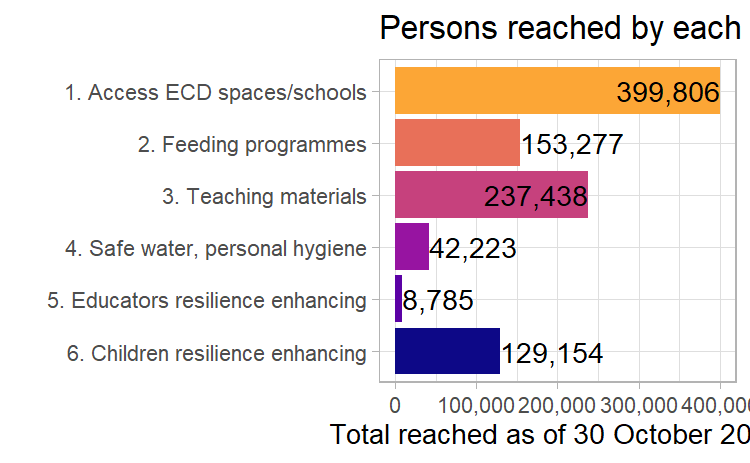 Persons reached by each
1. Access ECD spaces/schools 399,806
2. Feeding programmes 153,277
3. Teaching materials 237,438
4. Safe water, personal hygiene 42,223
5. Educators resilience enhancing 8,785
6. Children resilience enhancing 129,154
0 100,000 200,000 300,000 400,000
Total reached as of 30 October 20